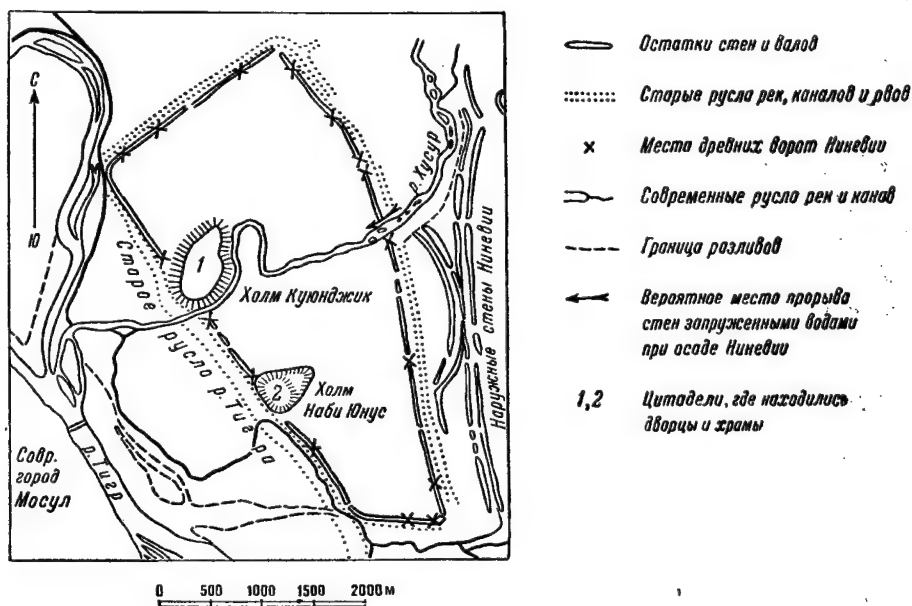 С
Ю
р. Хусур
1
Холм Куюнджик
Старое русло р. Тигра
2
Холм
Наби Юнус
Наружные стены Ниневии
Совр.
город
Мосул
р. Тигр
0 500 1000 1500 2000 м
Остатки стен и валов
Старые русла рек, каналов и рвов
Места древних ворот Ниневии
Современные русла рек и канав
Граница разливов
Вероятное место прорыва
стен запруженными водами
при осаде Ниневии
1,2 Цитадели, где находились
дворцы и храмы